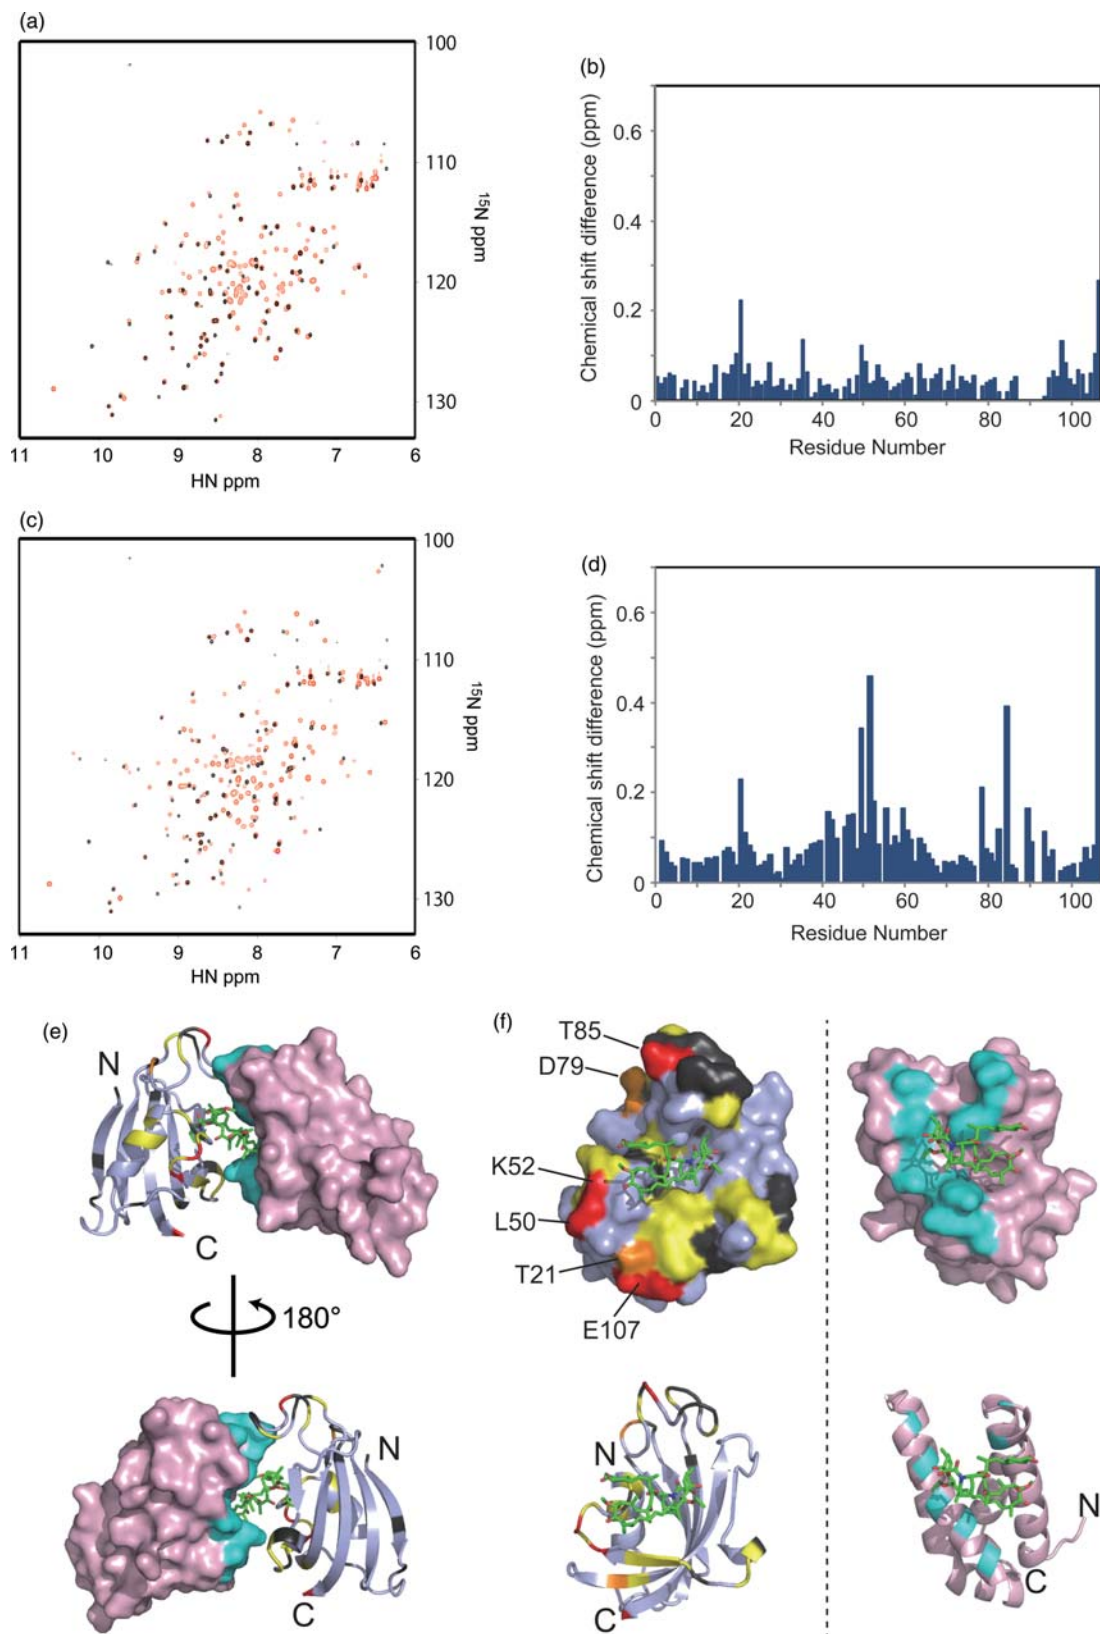 (a)
100
110
120
130
15N ppm
11 10 9 8 7 6
HN ppm
(b)
Chemical shift difference (ppm)
0.6
0.4
0.2
0
0 20 40 60 80 100
Residue Number
(c)
100
110
120
130
15N ppm
11 10 9 8 7 6
HN ppm
(d)
Chemical shift difference (ppm)
0.6
0.4
0.2
0
0 20 40 60 80 100
Residue Number
(e)
N
C
180°
N
C
(f)
T85
D79
K52
L50
T21
E107
N
C
N
C